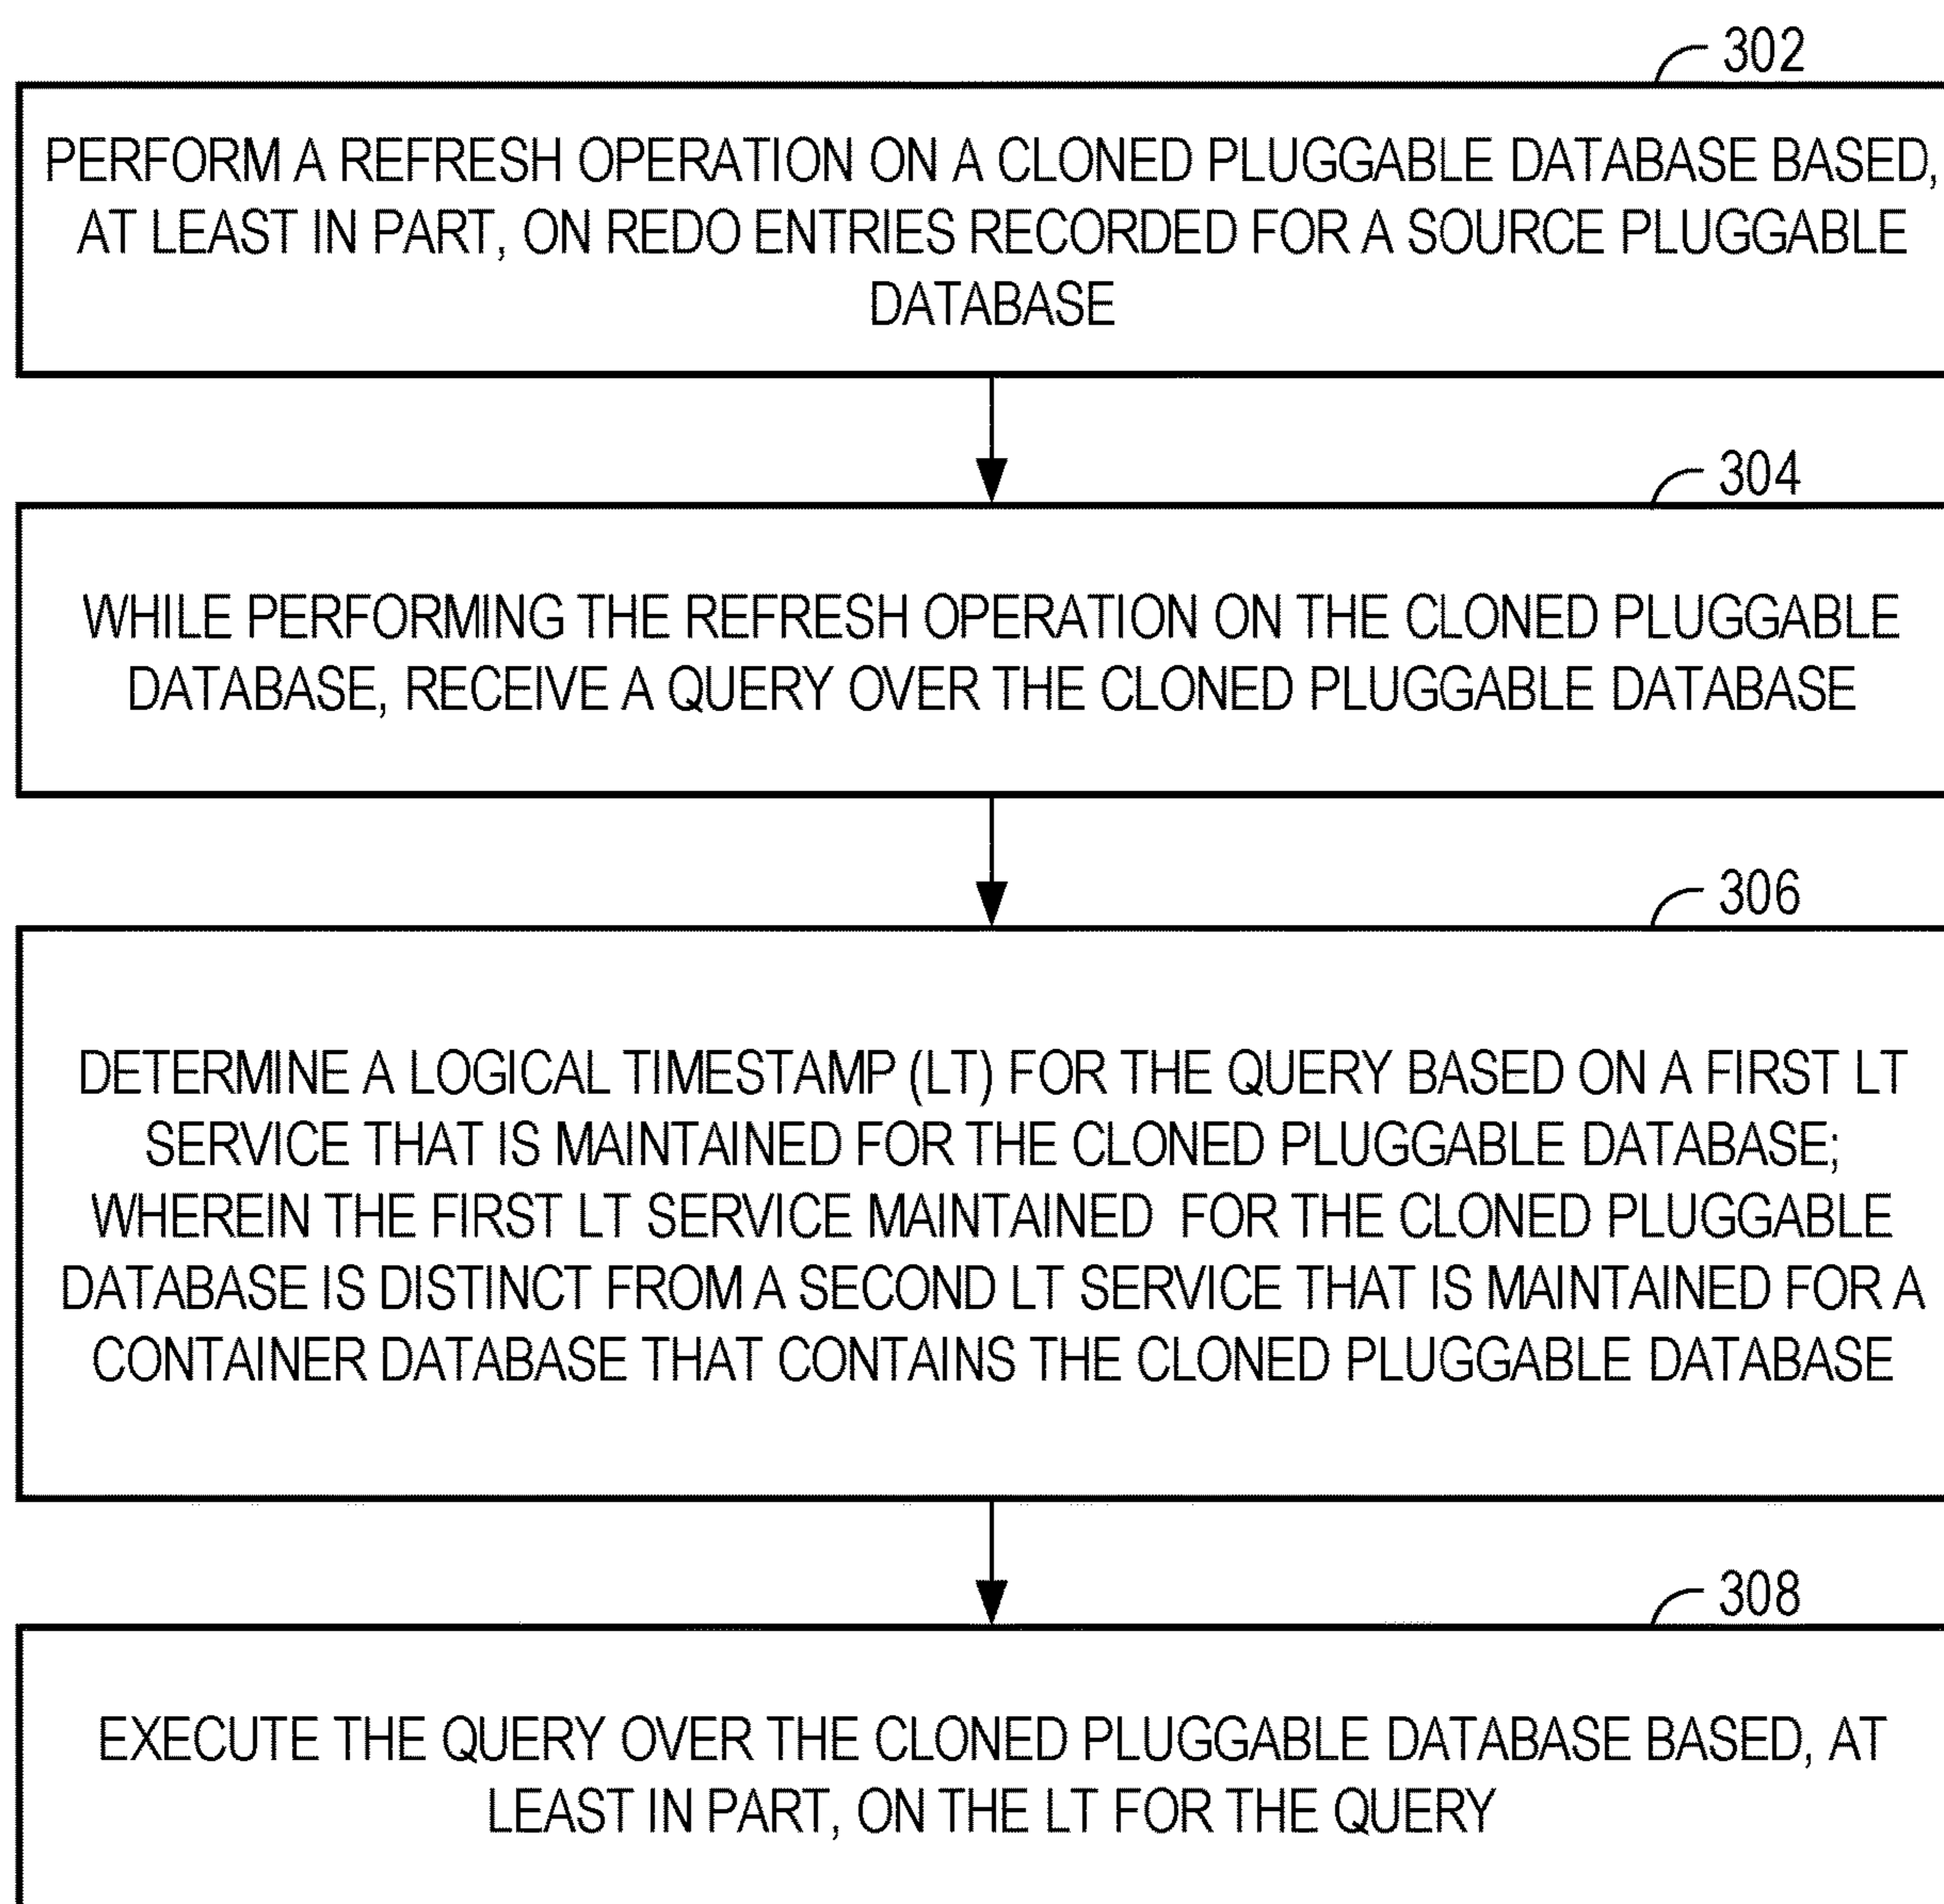 302
PERFORM A REFRESH OPERATION ON A CLONED PLUGGABLE DATABASE BASED,
AT LEAST IN PART, ON REDO ENTRIES RECORDED FOR A SOURCE PLUGGABLE
DATABASE
304
WHILE PERFORMING THE REFRESH OPERATION ON THE CLONED PLUGGABLE
DATABASE, RECEIVE A QUERY OVER THE CLONED PLUGGABLE DATABASE
306
DETERMINE A LOGICAL TIMESTAMP (LT) FOR THE QUERY BASED ON A FIRST LT
SERVICE THAT IS MAINTAINED FOR THE CLONED PLUGGABLE DATABASE;
WHEREIN THE FIRST LT SERVICE MAINTAINED FOR THE CLONED PLUGGABLE
DATABASE IS DISTINCT FROM A SECOND LT SERVICE THAT IS MAINTAINED FOR A
CONTAINER DATABASE THAT CONTAINS THE CLONED PLUGGABLE DATABASE
308
EXECUTE THE QUERY OVER THE CLONED PLUGGABLE DATABASE BASED, AT
LEAST IN PART, ON THE LT FOR THE QUERY